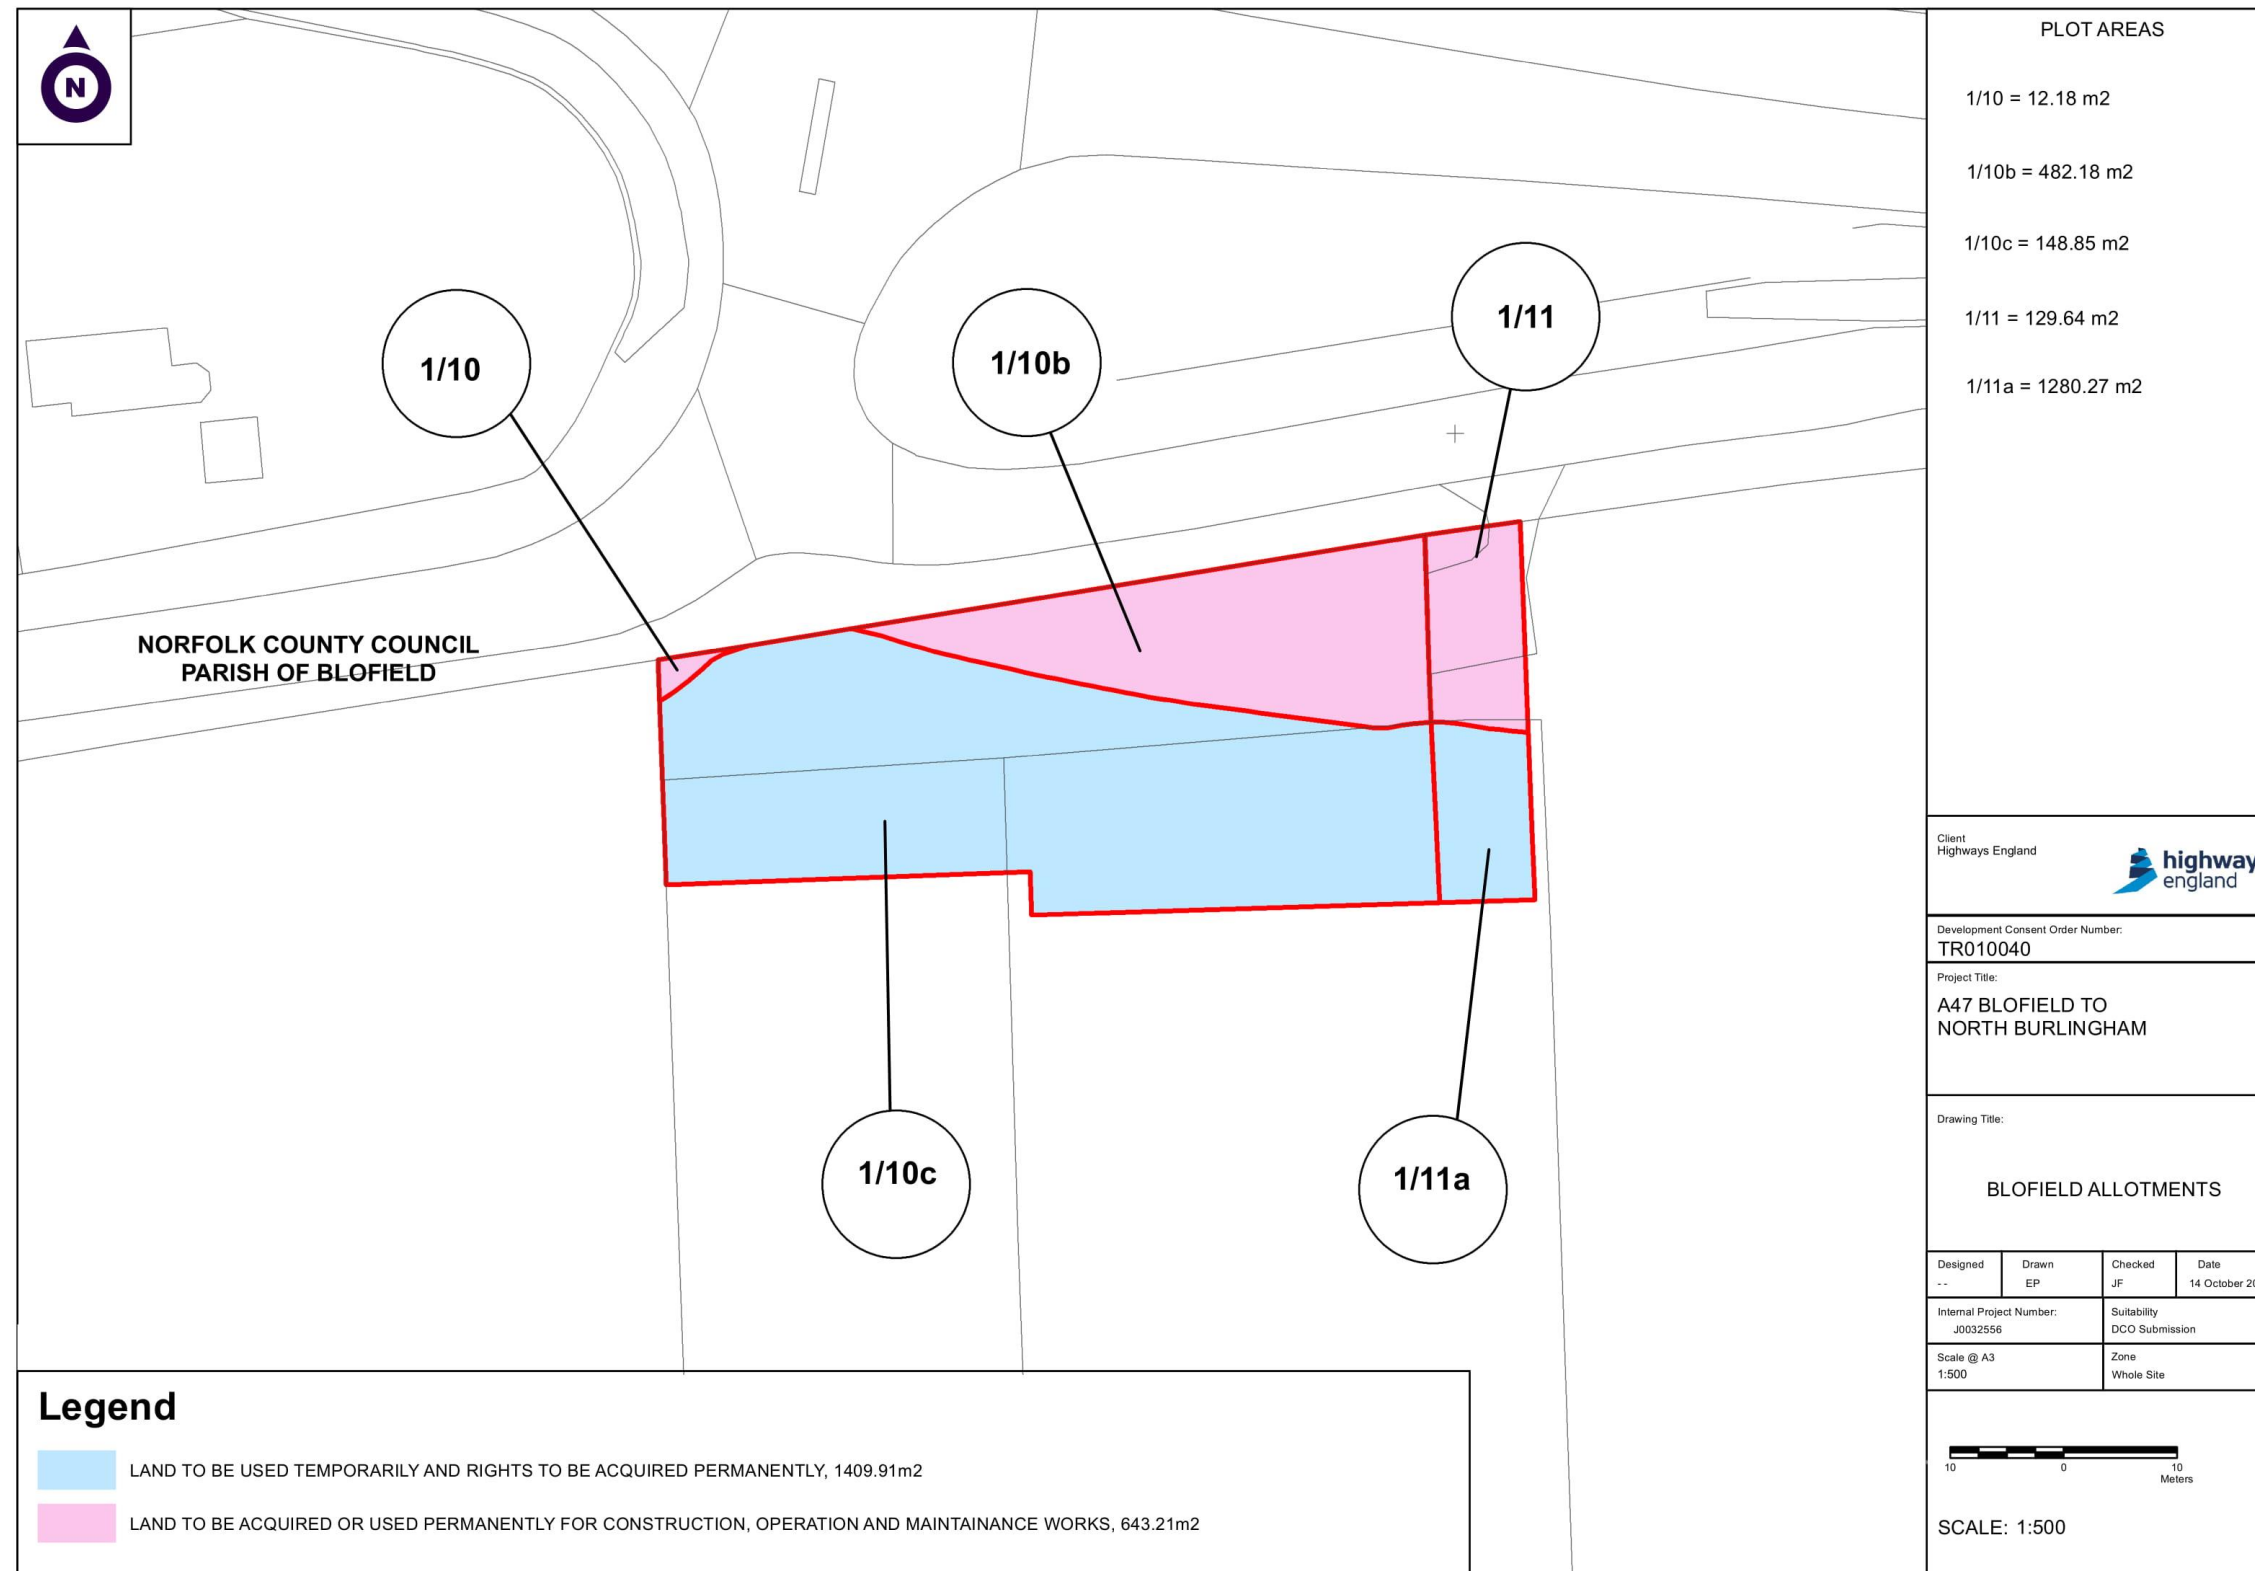 N
1/10
1/10b
1/11
NORFOLK COUNTY COUNCIL
PARISH OF BLOFIELD
1/10c
1/11a
Legend
LAND TO BE USED TEMPORARILY AND RIGHTS TO BE ACQUIRED PERMANENTLY, 1409.91m2
LAND TO BE ACQUIRED OR USED PERMANENTLY FOR CONSTRUCTION, OPERATION AND MAINTAINANCE WORKS, 643.21m2
PLOT AREAS
1/10 = 12.18 m2
1/10b = 482.18 m2
1/10c = 148.85 m2
1/11 = 129.64 m2
1/11a = 1280.27 m2
Client
Highways England
highway
england
Development Consent Order Number:
TR010040
Project Title:
A47 BLOFIELD TO
NORTH BURLINGHAM
Drawing Title:
BLOFIELD ALLOTMENTS
Designed Drawn Checked Date
-- EP JF 14 October 20
Internal Project Number: Suitability
J0032556 DCO Submission
Scale @ A3 Zone
1:500 Whole Site
10 0 10
Meters
SCALE: 1:500